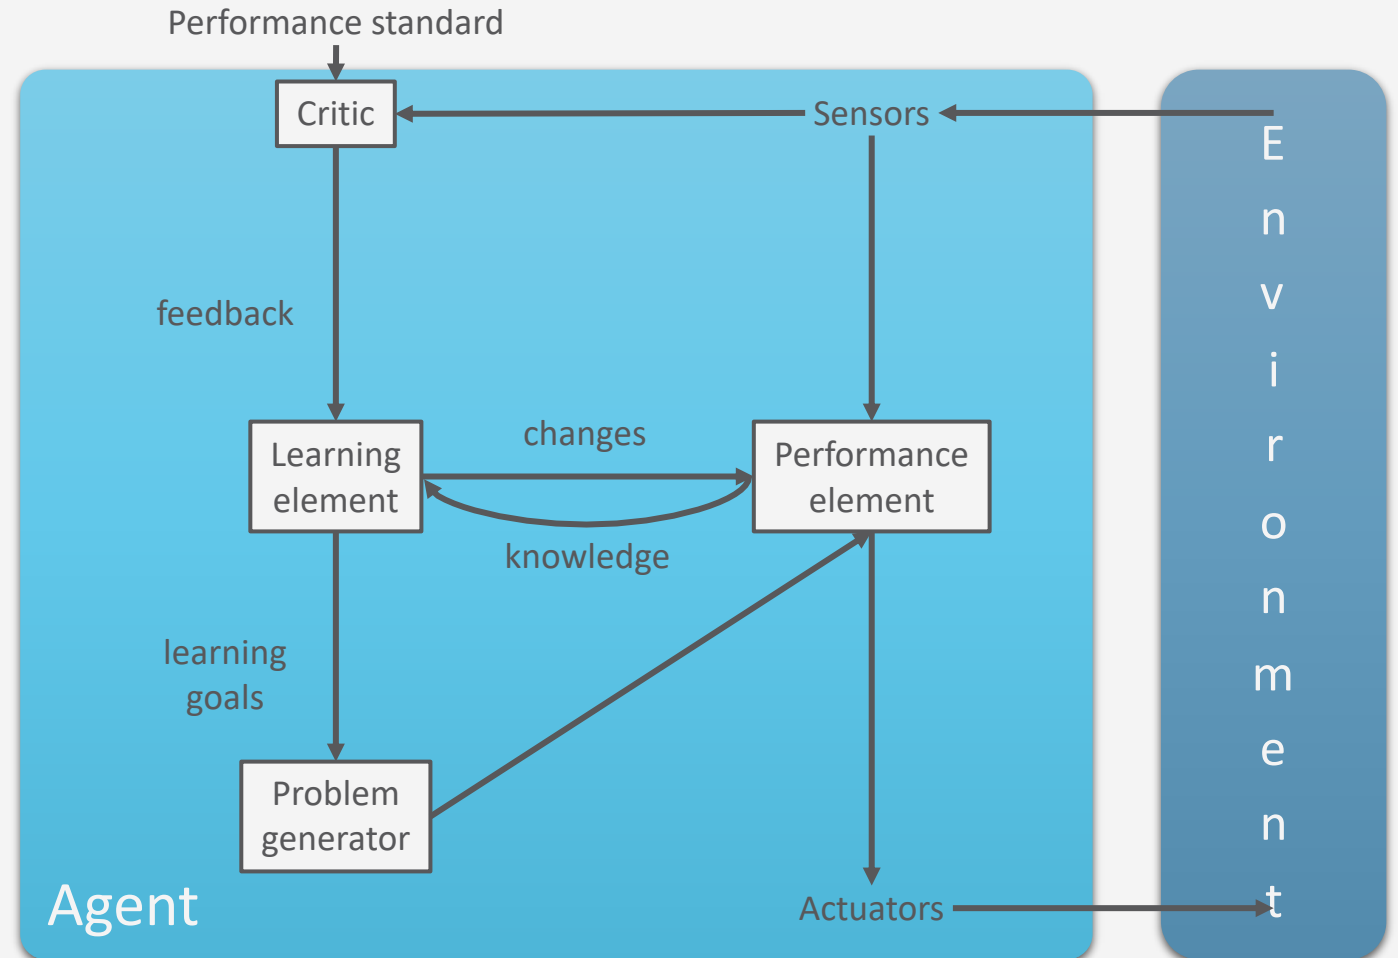 Performance standard
Critic
Sensors
feedback
Learning
element
changes
Performance
element
knowledge
learning
goals
Problem
generator
Agent
Actuators
E
n
v
i
r
o
n
m
e
n
t